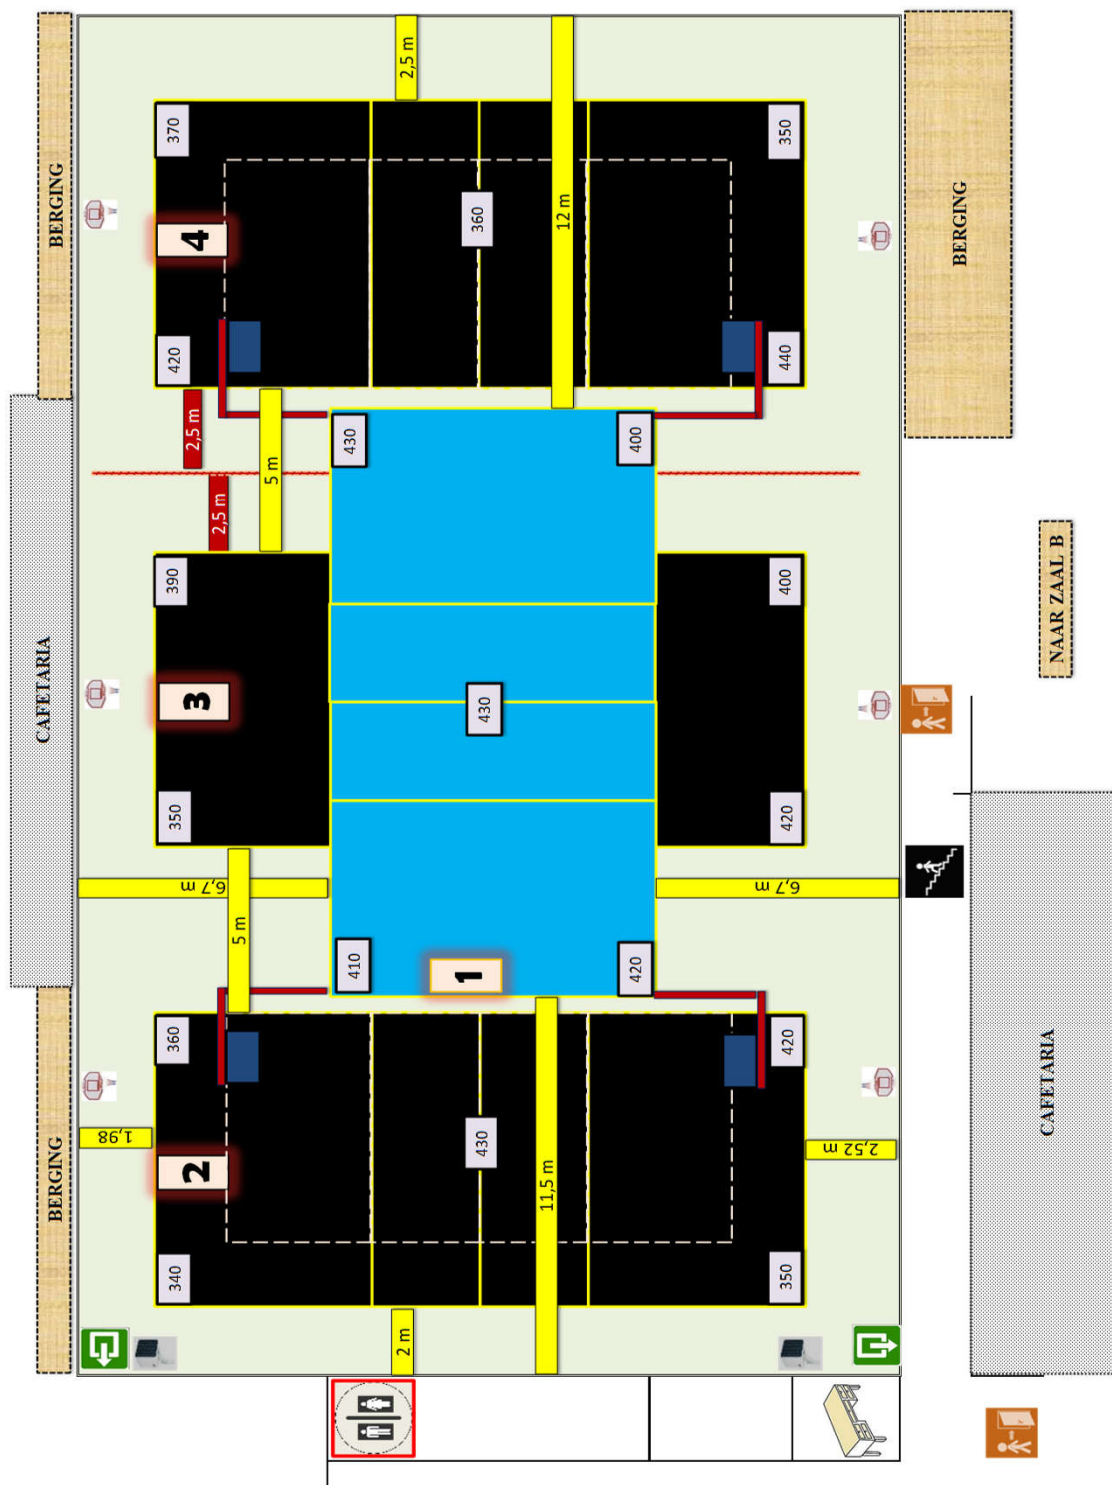 BERGING
CAFETARIA
BERGING
2,5 m
12 m
370
350
4
360
420
440
2,5 m
5 m
430
400
2,5 m
390
400
3
430
350
420
6,7 m
6,7 m
5 m
410
1
420
360
420
1,98
2
430
11,5 m
2,52 m
340
350
2 m
BERGING
NAAR ZAAL B
CAFETARIA